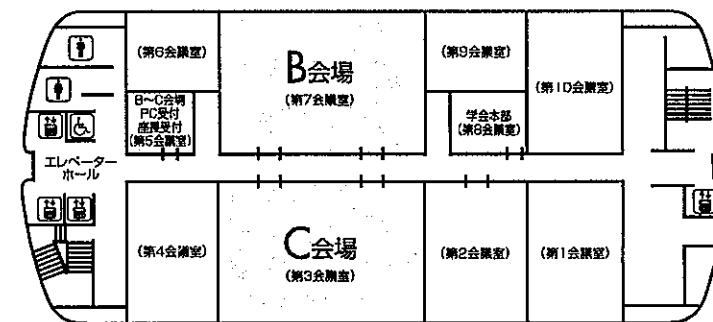 (第6会議室)
B会場
(第7会議室)
(第9会議室)
(第10会議室)
B〜C会場
PC受付
座長受付
(第5会議室)
学会本部
(第8会議室)
エレベーター
ホール
(第4会議室)
C会場
(第3会議室)
(第2会議室)
(第1会議室)